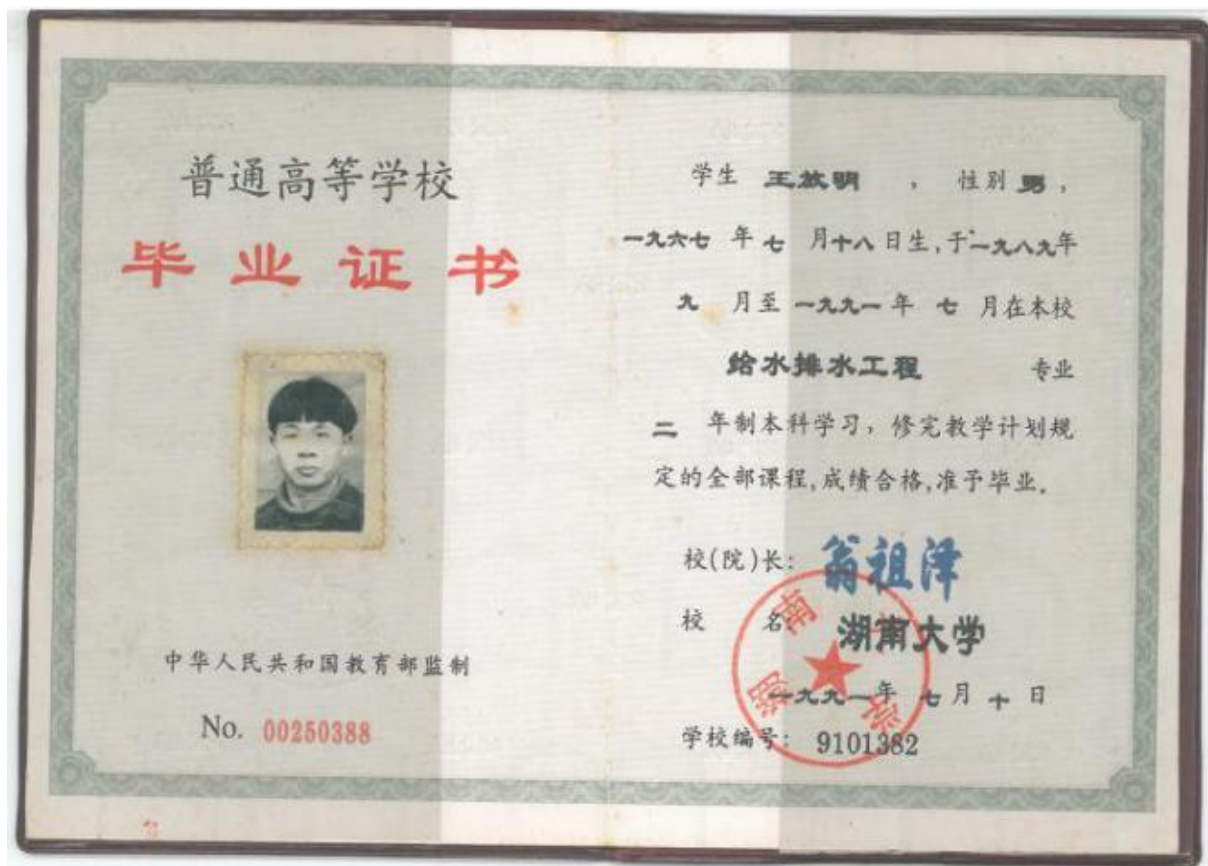 普通高等学校
毕业证书
中华人民共和国教育部监制
No. 00250388
学生 王放明 , 性别 男,
一九六七 年 七 月十八日生,于一九八九年
九 月至 一九九一年 七 月在本校
给水排水工程 专业
二 年制本科学习, 修完教学计划规
定的全部课程,成绩合格,准予毕业。
校(院)长: 翁祖泽
校 名 湖南大学
一九九一年 七月 十 日
学校编号: 9101382
湖南大学